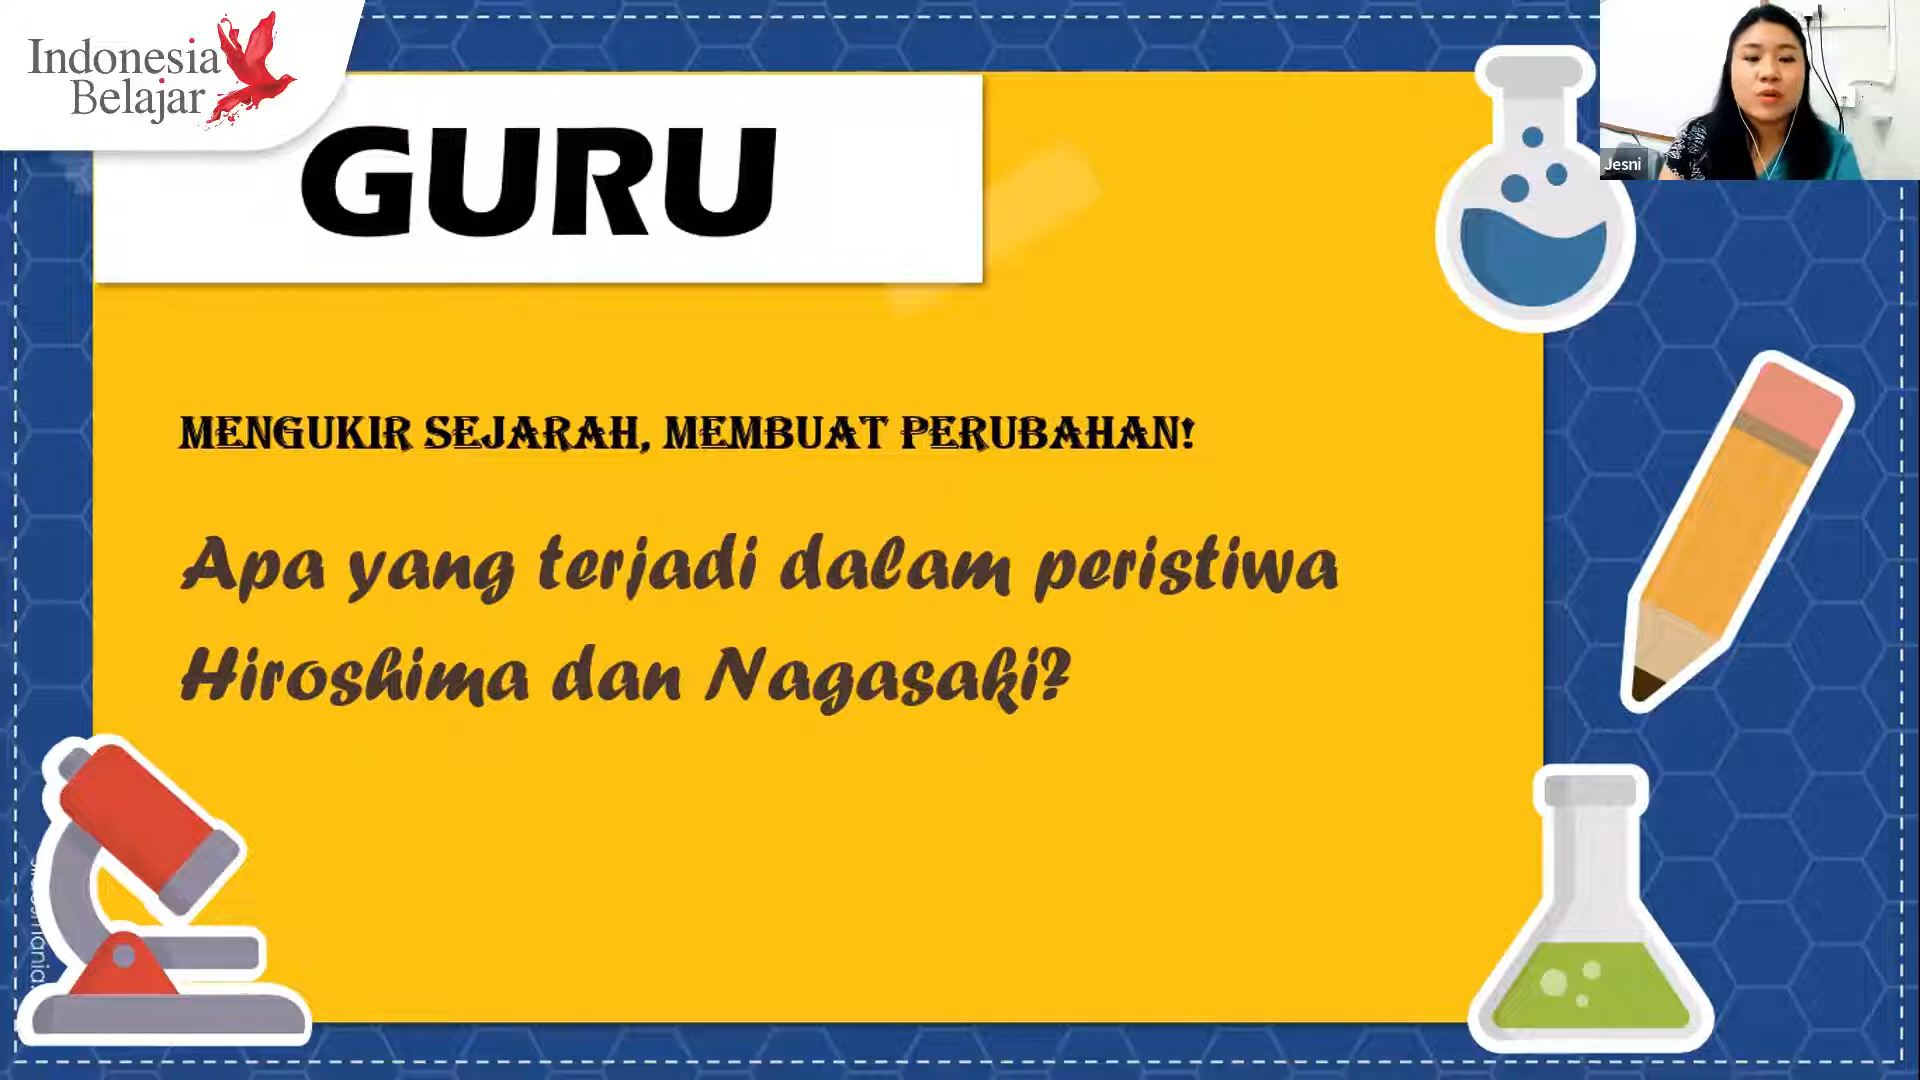 Indonesia
Belajar
GURU
Jesni
MENGUKIR SEJARAH, MEMBUAT PERUBAHAN!
Apa yang terjadi dalam peristiwa
Hiroshima dan Nagasaki?